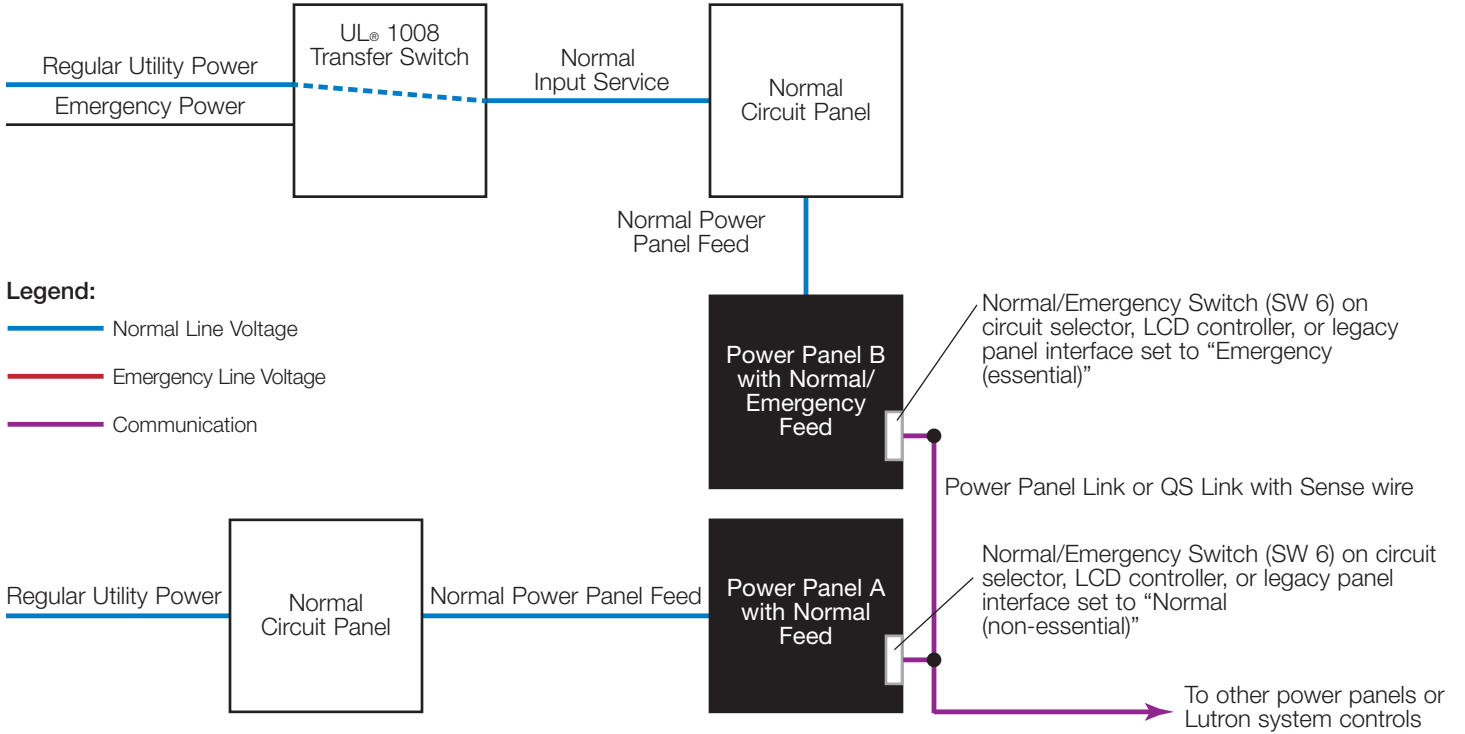 UL® 1008
Transfer Switch
Regular Utility Power
Emergency Power
Normal
Input Service
Normal
Circuit Panel
Normal Power
Panel Feed
Legend:
Normal Line Voltage
Emergency Line Voltage
Communication
Power Panel B
with Normal/
Emergency
Feed
Normal/Emergency Switch (SW 6) on
circuit selector, LCD controller, or legacy
panel interface set to “Emergency
(essential)”
Power Panel Link or QS Link with Sense wire
Regular Utility Power
Normal
Circuit Panel
Normal Power Panel Feed
Power Panel A
with Normal
Feed
Normal/Emergency Switch (SW 6) on circuit
selector, LCD controller, or legacy panel
interface set to “Normal
(non-essential)”
To other power panels or
Lutron system controls